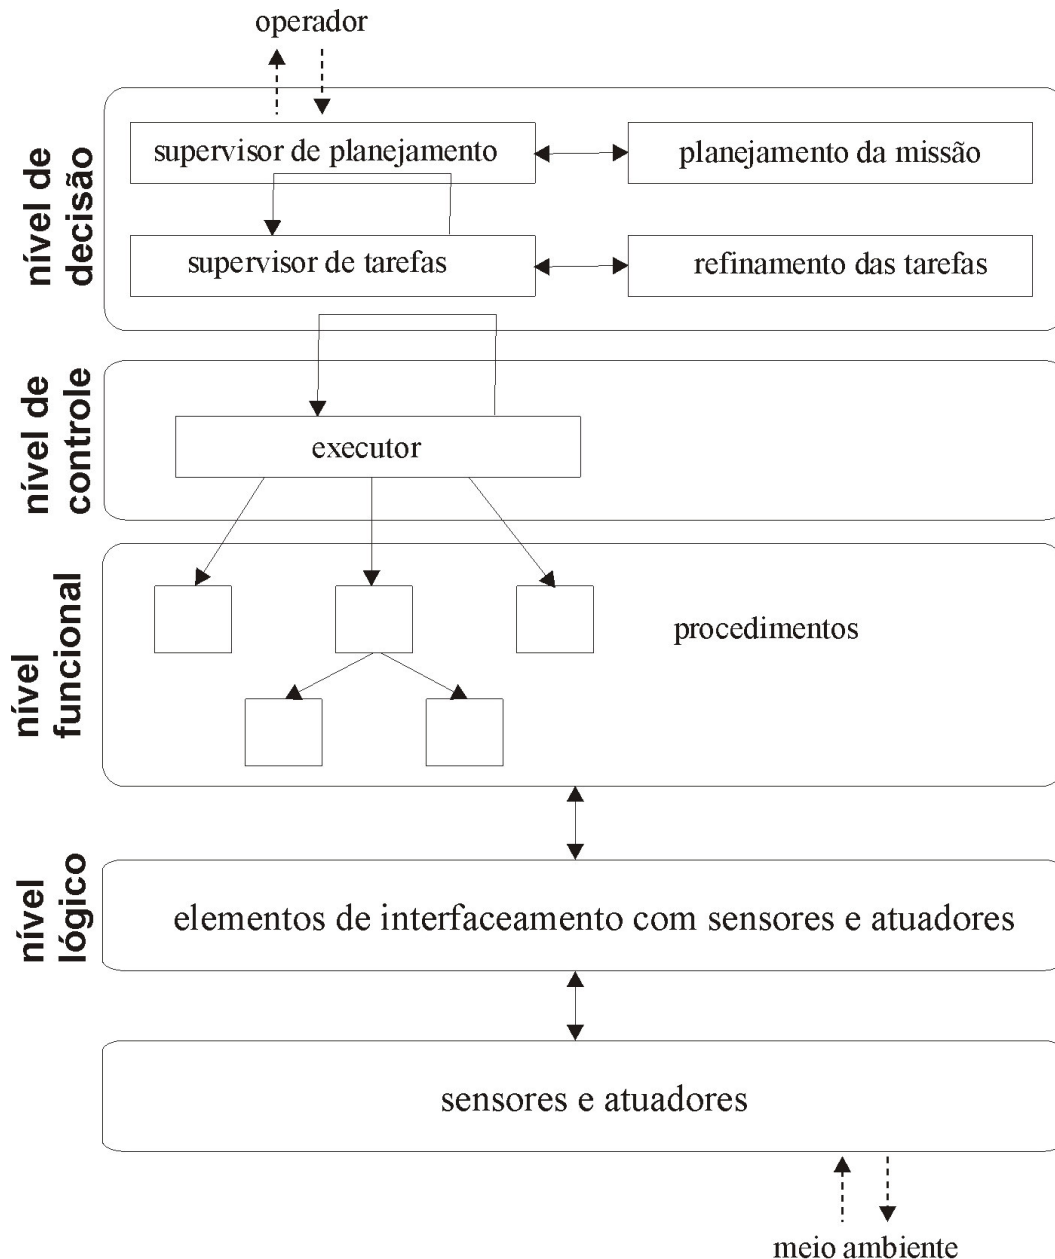 operador
nível de
decisão
supervisor de planejamento
planejamento da missão
supervisor de tarefas
refinamento das tarefas
nível de
controle
executor
nível
funcional
procedimentos
nível
lógico
elementos de interfaceamento com sensores e atuadores
sensores e atuadores
meio ambiente